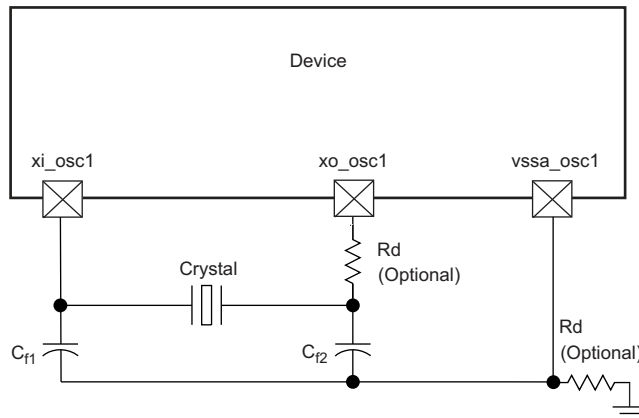 Device
xi_osc1
xo_osc1
vssa_osc1
Rd
(Optional)
Crystal
Cf1
Cf2
Rd
(Optional)